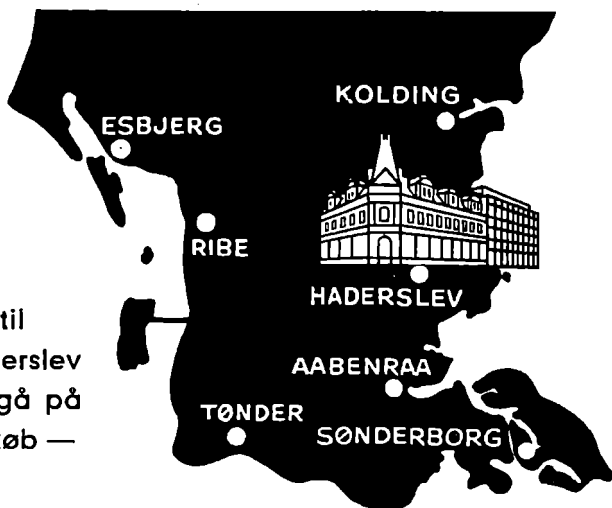 KOLDING
ESBJERG
RIBE
HADERSLEV
til
erslev
AABENRAA
gå på
TØNDER
øb —
SØNDERBORG